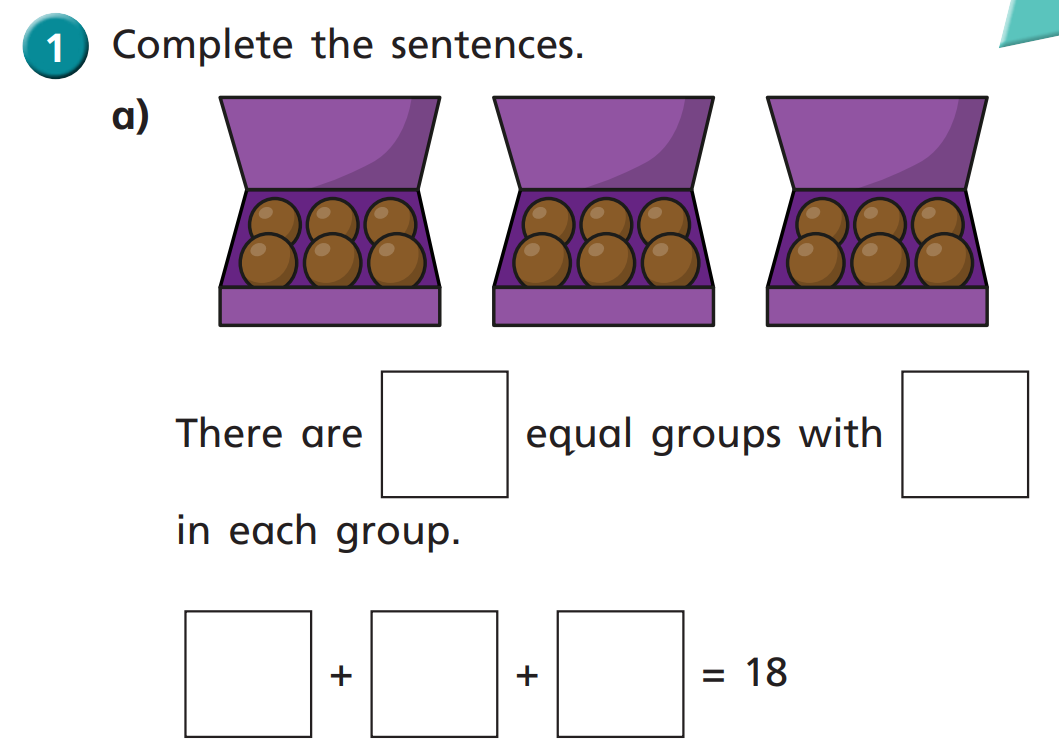 1 Complete the sentences.
a)
There are equal groups with
in each group.
+ + = 18